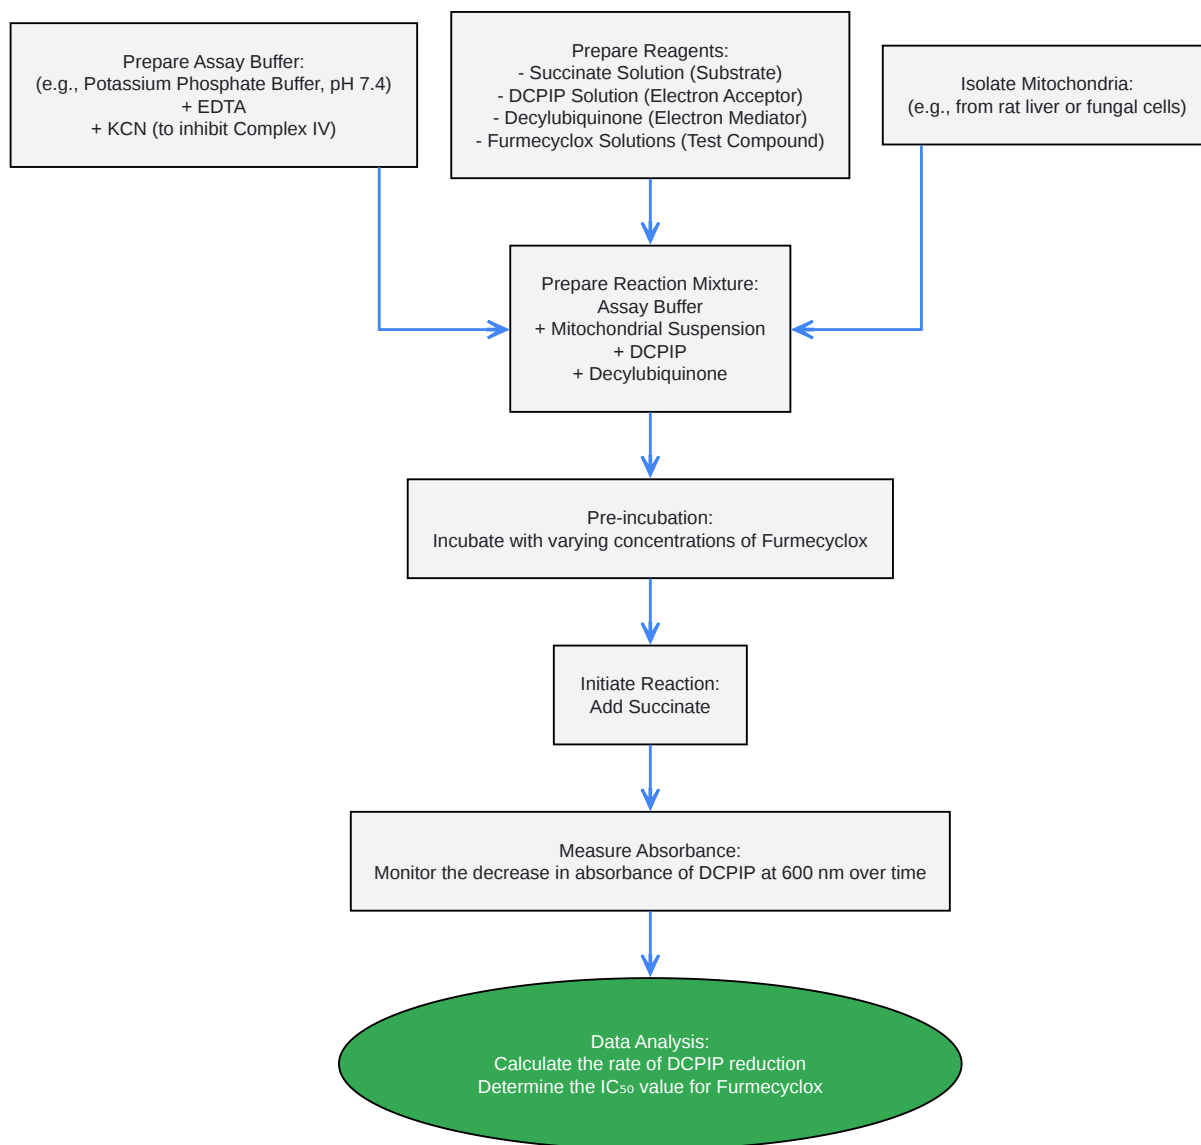 Prepare Assay Buffer:
(e.g., Potassium Phosphate Buffer, pH 7.4)
+ EDTA
+ KCN (to inhibit Complex IV)
Prepare Reagents:
- Succinate Solution (Substrate)
- DCPIP Solution (Electron Acceptor)
- Decylubiquinone (Electron Mediator)
- Furmecyclox Solutions (Test Compound)
Isolate Mitochondria:
(e.g., from rat liver or fungal cells)
Prepare Reaction Mixture:
Assay Buffer
+ Mitochondrial Suspension
+ DCPIP
+ Decylubiquinone
Pre-incubation:
Incubate with varying concentrations of Furmecyclox
Initiate Reaction:
Add Succinate
Measure Absorbance:
Monitor the decrease in absorbance of DCPIP at 600 nm over time
Data Analysis:
Calculate the rate of DCPIP reduction
Determine the IC₅₀ value for Furmecyclox